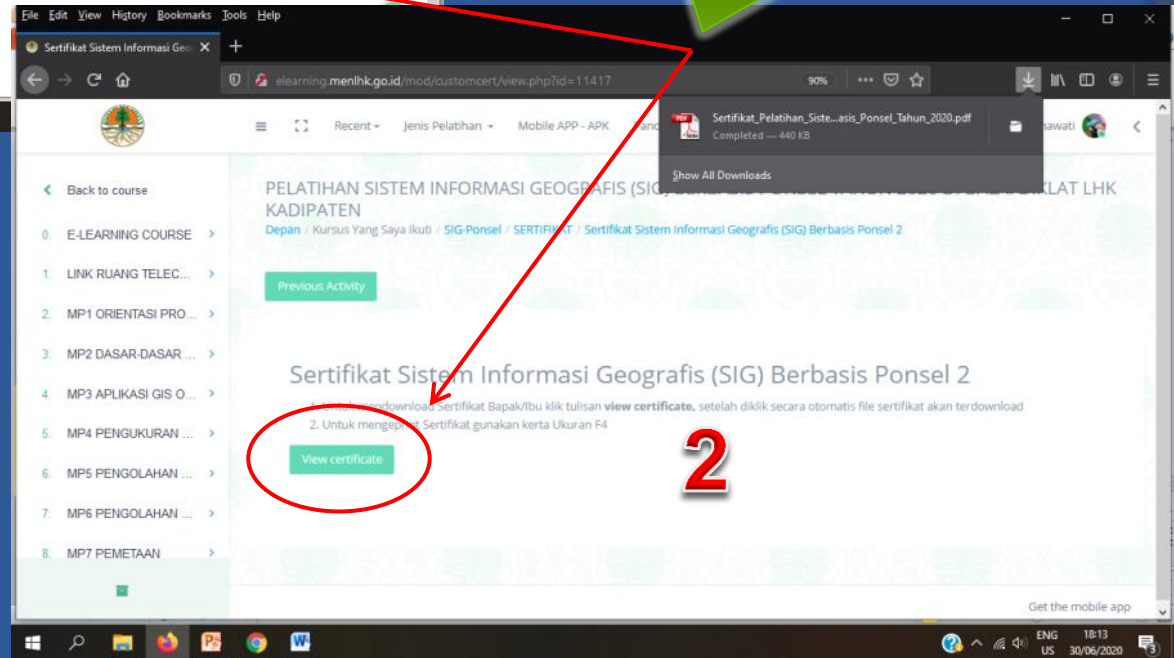 File Edit View History Bookmarks Tools Help
Sertifikat Sistem Informasi Geo
elearning.menlhk.go.id/mod/customcert/view.php?id=11417
90%
Sertifikat_Pelatihan_Siste...asis_Ponsel_Tahun_2020.pdf
Completed — 440 KB
Show All Downloads
Recent Jenis Pelatihan Mobile APP - APK
Back to course
PELATIHAN SISTEM INFORMASI GEOGRAFIS (SIG)
KADIPATEN
Depan / Kursus Yang Saya Ikuti / SIG-Ponsel / SERTIFIKAT / Sertifikat Sistem Informasi Geografis (SIG) Berbasis Ponsel 2
0. E-LEARNING COURSE
1. LINK RUANG TELEC...
2. MP1 ORIENTASI PRO...
3. MP2 DASAR-DASAR ...
4. MP3 APLIKASI GIS O...
5. MP4 PENGUKURAN ...
6. MP5 PENGOLAHAN ...
7. MP6 PENGOLAHAN ...
8. MP7 PEMETAAN
Previous Activity
Sertifikat Sistem Informasi Geografis (SIG) Berbasis Ponsel 2
1. Untuk mendownload Sertifikat Bapak/Ibu klik tulisan view certificate, setelah diklik secara otomatis file sertifikat akan terdownload
2. Untuk mengeprint Sertifikat gunakan kerta Ukuran F4
View certificate
2
Get the mobile app
ENG 18:13
US 30/06/2020
3